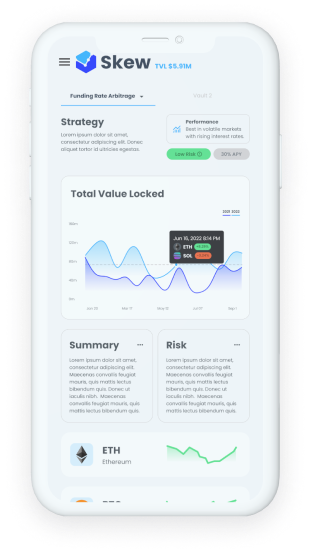 Skew TVL $5.91M
Funding Rate Arbitrage
Vault 2
Strategy
Lorem ipsum dolor sit amet,
consectetur adipiscing elit. Donec
aliquet tortor id ultricies egestas.
Performance
Best in volatile markets
with rising interest rates.
Low Risk
20% APY
Total Value Locked
Jun 16, 2022 8:14 PM
ETH
SOL
Summary
Lorem ipsum dolor sit amet,
consectetur adipiscing elit.
Maecenas convallis feugiat
mauris, quis mattis lectus
bibendum quis. Donec ut
iaculis nibh. Maecenas
convallis feugiat mauris, quis
mattis lectus bibendum quis.
Risk
Lorem ipsum dolor sit amet,
consectetur adipiscing elit.
Maecenas convallis feugiat
mauris, quis mattis lectus
bibendum quis. Donec ut
iaculis nibh. Maecenas
convallis feugiat mauris, quis
mattis lectus bibendum quis.
ETH
Ethereum